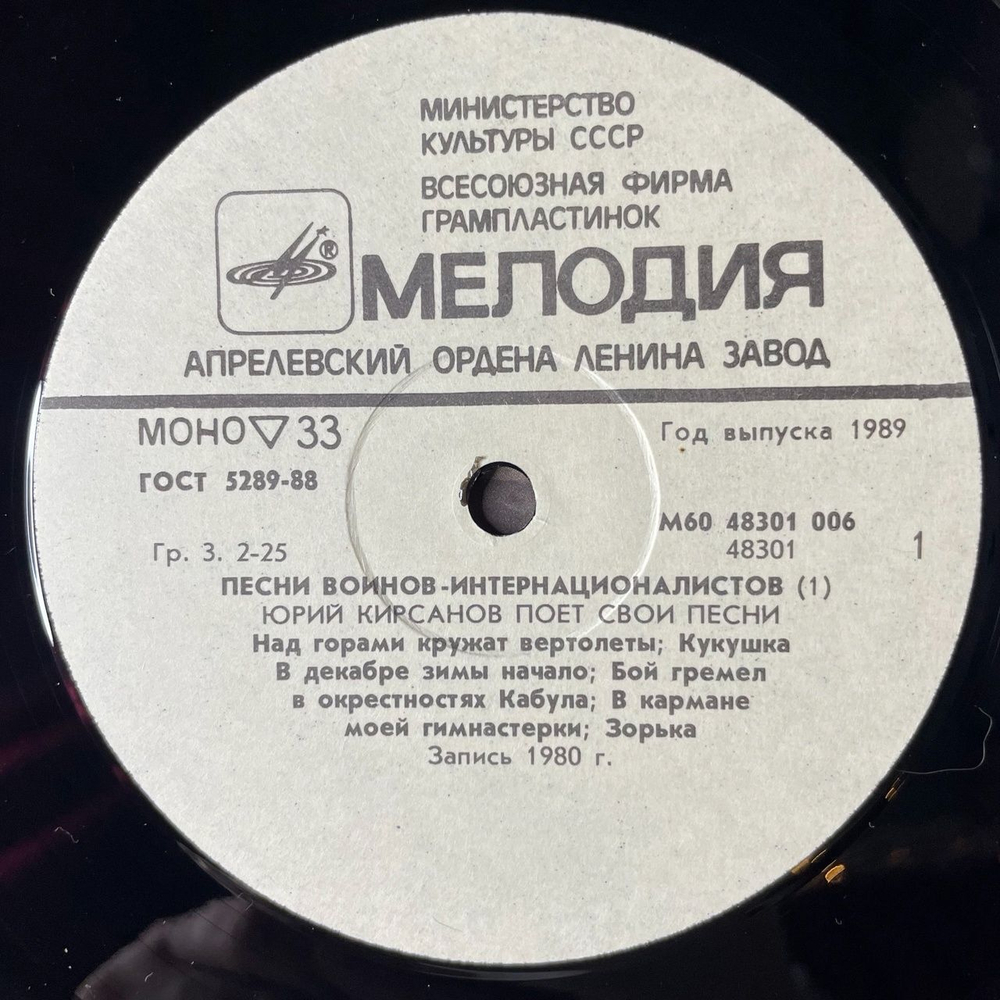 МИНИСТЕРСТВО
КУЛЬТУРЫ СССР
ВСЕСОЮЗНАЯ ФИРМА
ГРАМПЛАСТИНОК
®
МЕЛОДИЯ
АПРЕЛЕВСКИЙ ОРДЕНА ЛЕНИНА ЗАВОД
МОНО ▽ 33
Год выпуска 1989
ГОСТ 5289-88
М60 48301 006
Гр. 3. 2-25
48301
1
ПЕСНИ ВОИНОВ-ИНТЕРНАЦИОНАЛИСТОВ (1)
ЮРИЙ КИРСАНОВ ПОЕТ СВОИ ПЕСНИ
Над горами кружат вертолеты; Кукушка
В декабре зимы начало; Бой гремел
в окрестностях Кабула; В кармане
моей гимнастерки; Зорька
Запись 1980 г.